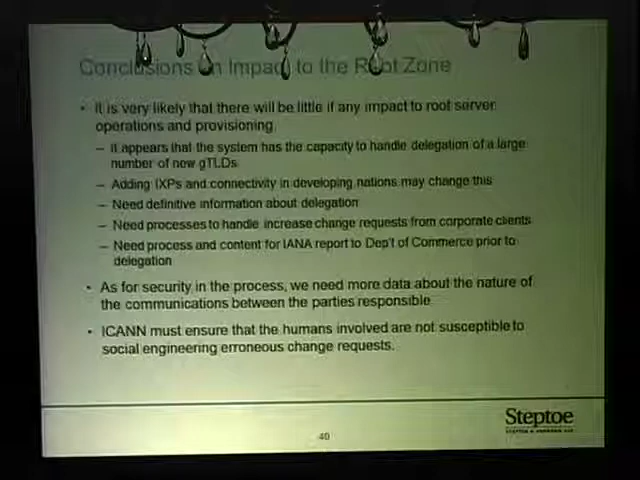 Conclusions on Impact to the Root Zone
• It is very likely that there will be little if any impact to root server
operations and provisioning
– It appears that the system has the capacity to handle delegation of a large
number of new gTLDs
– Adding IXPs and connectivity in developing nations may change this
– Need definitive information about delegation
– Need processes to handle increase change requests from corporate clients
– Need process and content for IANA report to Dep't of Commerce prior to
delegation
• As for security in the process, we need more data about the nature of
the communications between the parties responsible
• ICANN must ensure that the humans involved are not susceptible to
social engineering erroneous change requests.
Steptoe
STEPTOE & JOHNSON LLP
40